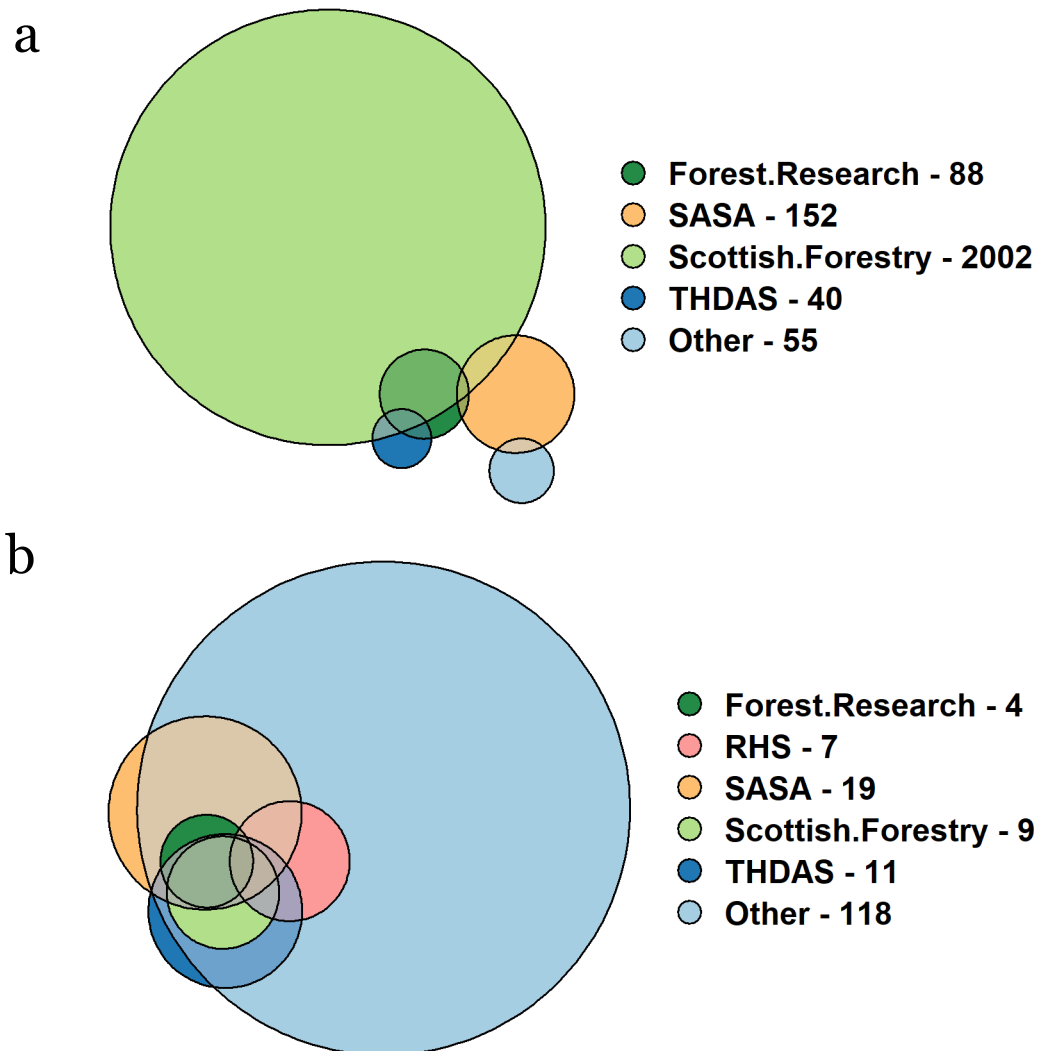 a
Forest.Research - 88
SASA - 152
Scottish.Forestry - 2002
THDAS - 40
Other - 55
b
Forest.Research - 4
RHS - 7
SASA - 19
Scottish.Forestry - 9
THDAS - 11
Other - 118